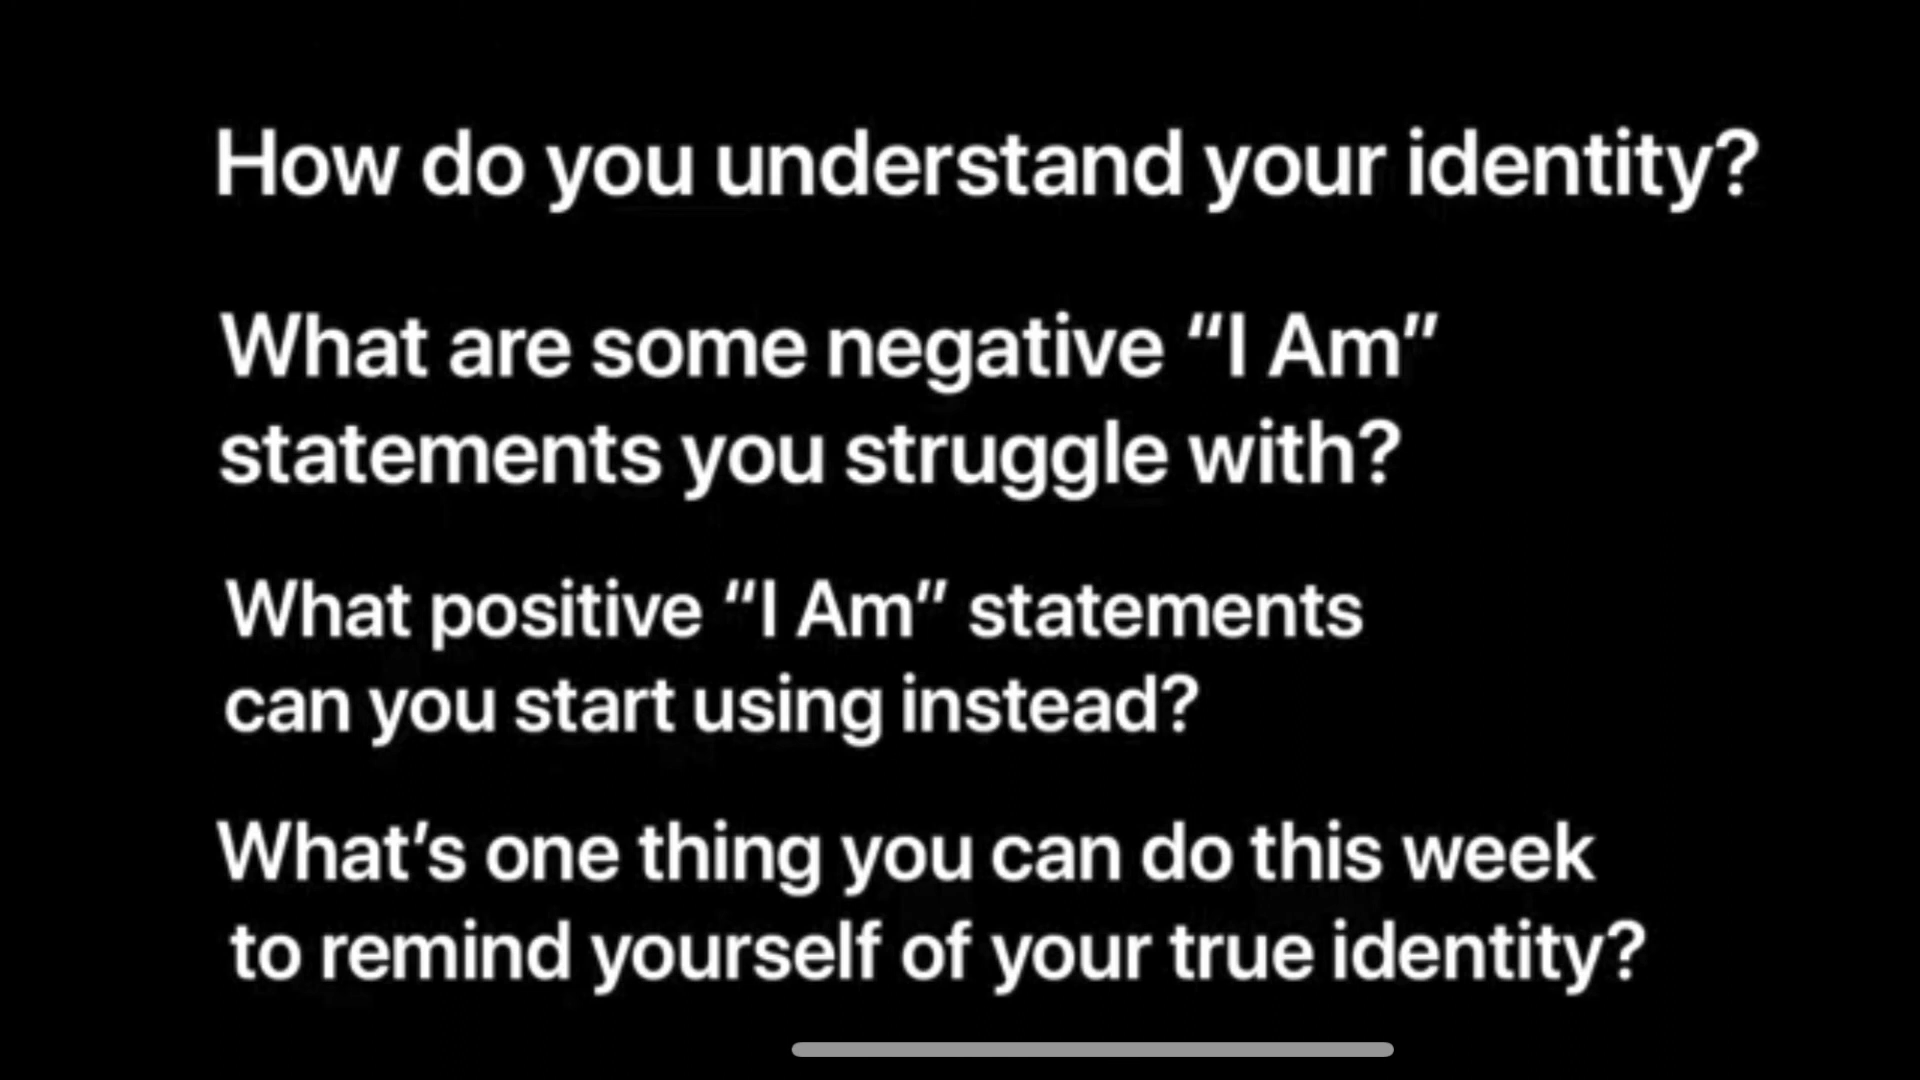 How do you understand your identity?
What are some negative “I Am”
statements you struggle with?
What positive “I Am” statements
can you start using instead?
What’s one thing you can do this week
to remind yourself of your true identity?